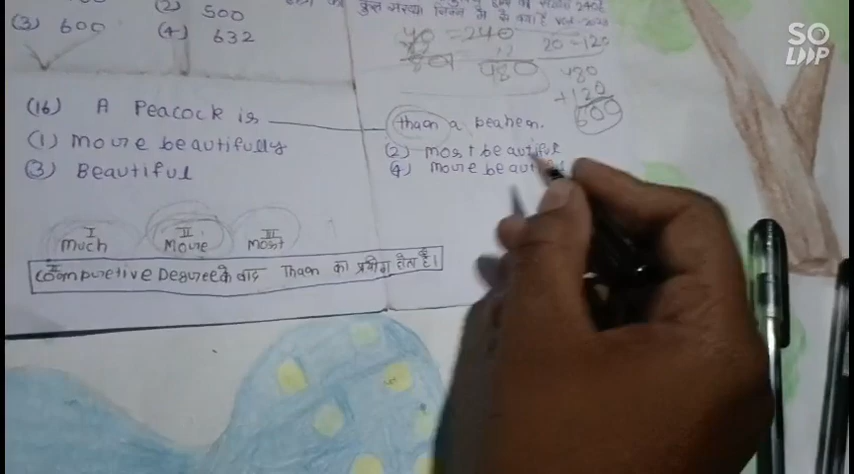 (2) 500
(3) 600 (4) 632
कुल संख्या निम्न में से क्या है
40 = 240
20 = 120
480
480
+120
600
(16) A Peacock is ________ than a peahen.
(1) more beautifully (2) most beautiful
(3) Beautiful (4) more
I II III
much More Most
Comparetive Degree के बाद Than का प्रयोग होता है।
SO
LOOP